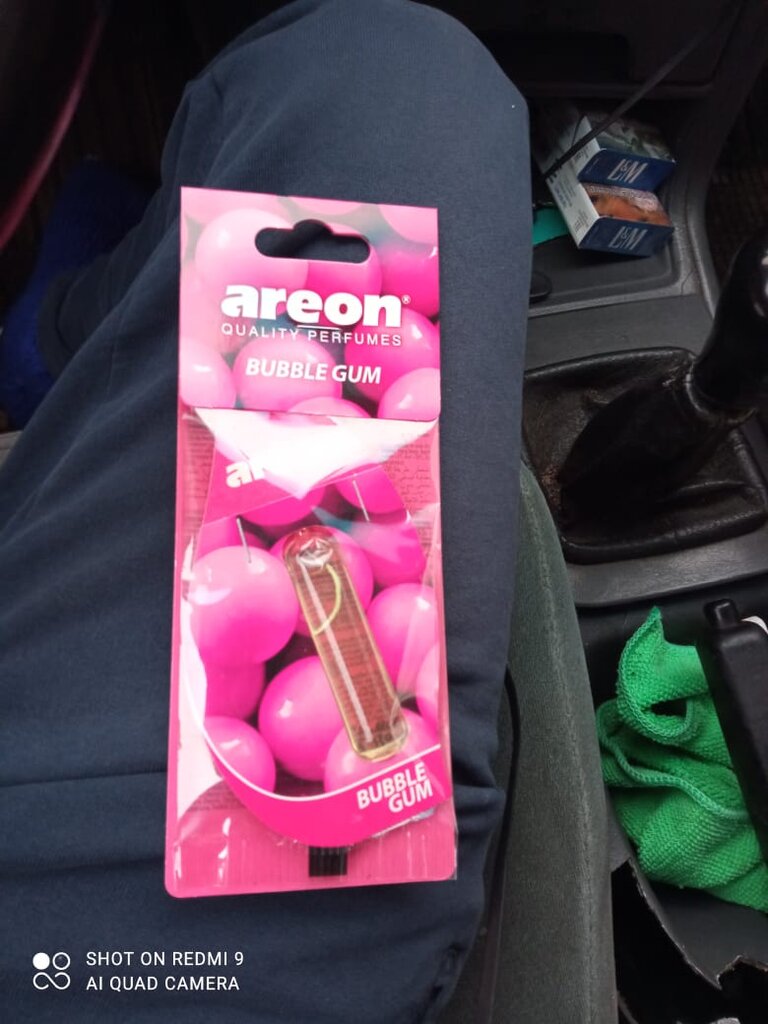 areon®
QUALITY PERFUMES
BUBBLE GUM
BUBBLE
GUM
L&M
L&M
SHOT ON REDMI 9
AI QUAD CAMERA